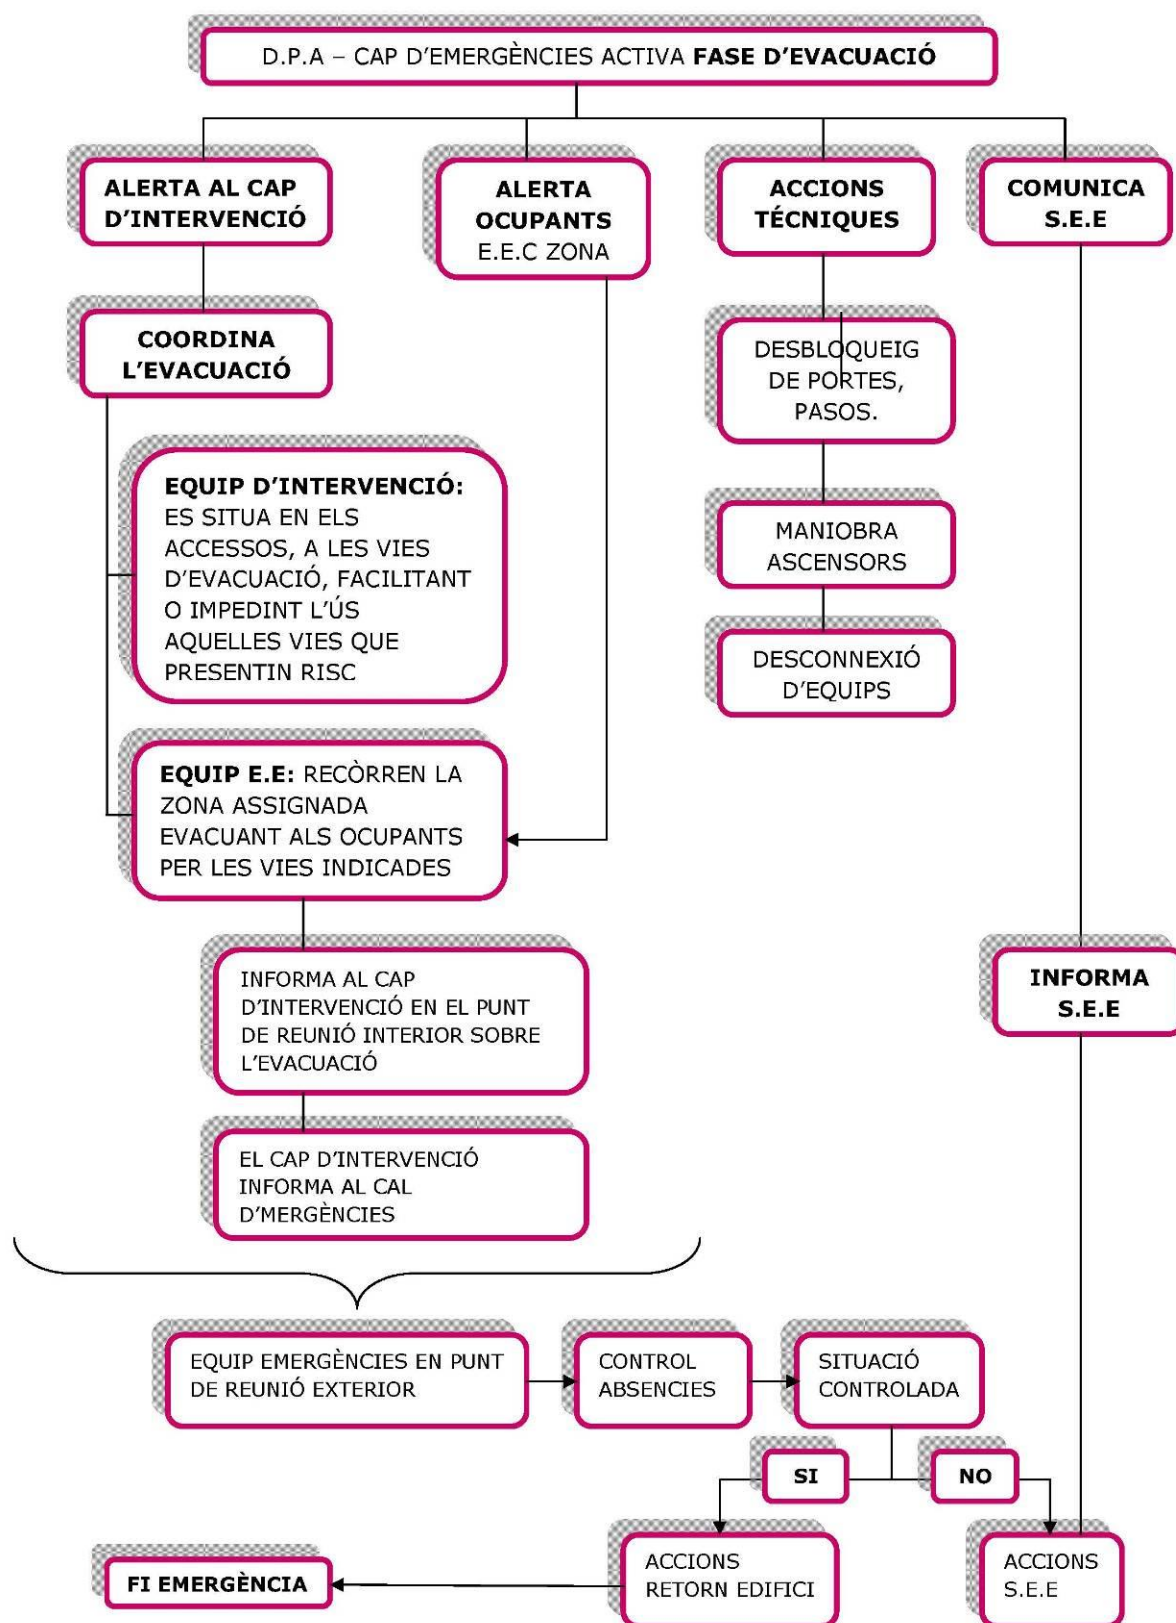 D.P.A – CAP D'EMERGÈNCIES ACTIVA FASE D'EVACUACIÓ
ALERTA AL CAP
D'INTERVENCIÓ
ALERTA
OCUPANTS
E.E.C ZONA
ACCIONS
TÉCNIQUES
COMUNICA
S.E.E
COORDINA
L'EVACUACIÓ
DESBLOQUEIG
DE PORTES,
PASOS.
EQUIP D'INTERVENCIÓ:
ES SITUA EN ELS
ACCESSOS, A LES VIES
D'EVACUACIÓ, FACILITANT
O IMPEDINT L'ÚS
AQUELLES VIES QUE
PRESENTIN RISC
MANIOBRA
ASCENSORS
DESCONNEXIÓ
D'EQUIPS
EQUIP E.E: RECÒRREN LA
ZONA ASSIGNADA
EVACUANT ALS OCUPANTS
PER LES VIES INDICADES
INFORMA AL CAP
D'INTERVENCIÓ EN EL PUNT
DE REUNIÓ INTERIOR SOBRE
L'EVACUACIÓ
INFORMA
S.E.E
EL CAP D'INTERVENCIÓ
INFORMA AL CAL
D'MERGÈNCIES
EQUIP EMERGÈNCIES EN PUNT
DE REUNIÓ EXTERIOR
CONTROL
ABSENCIES
SITUACIÓ
CONTROLADA
SI
NO
ACCIONS
RETORN EDIFICI
ACCIONS
S.E.E
FI EMERGÈNCIA